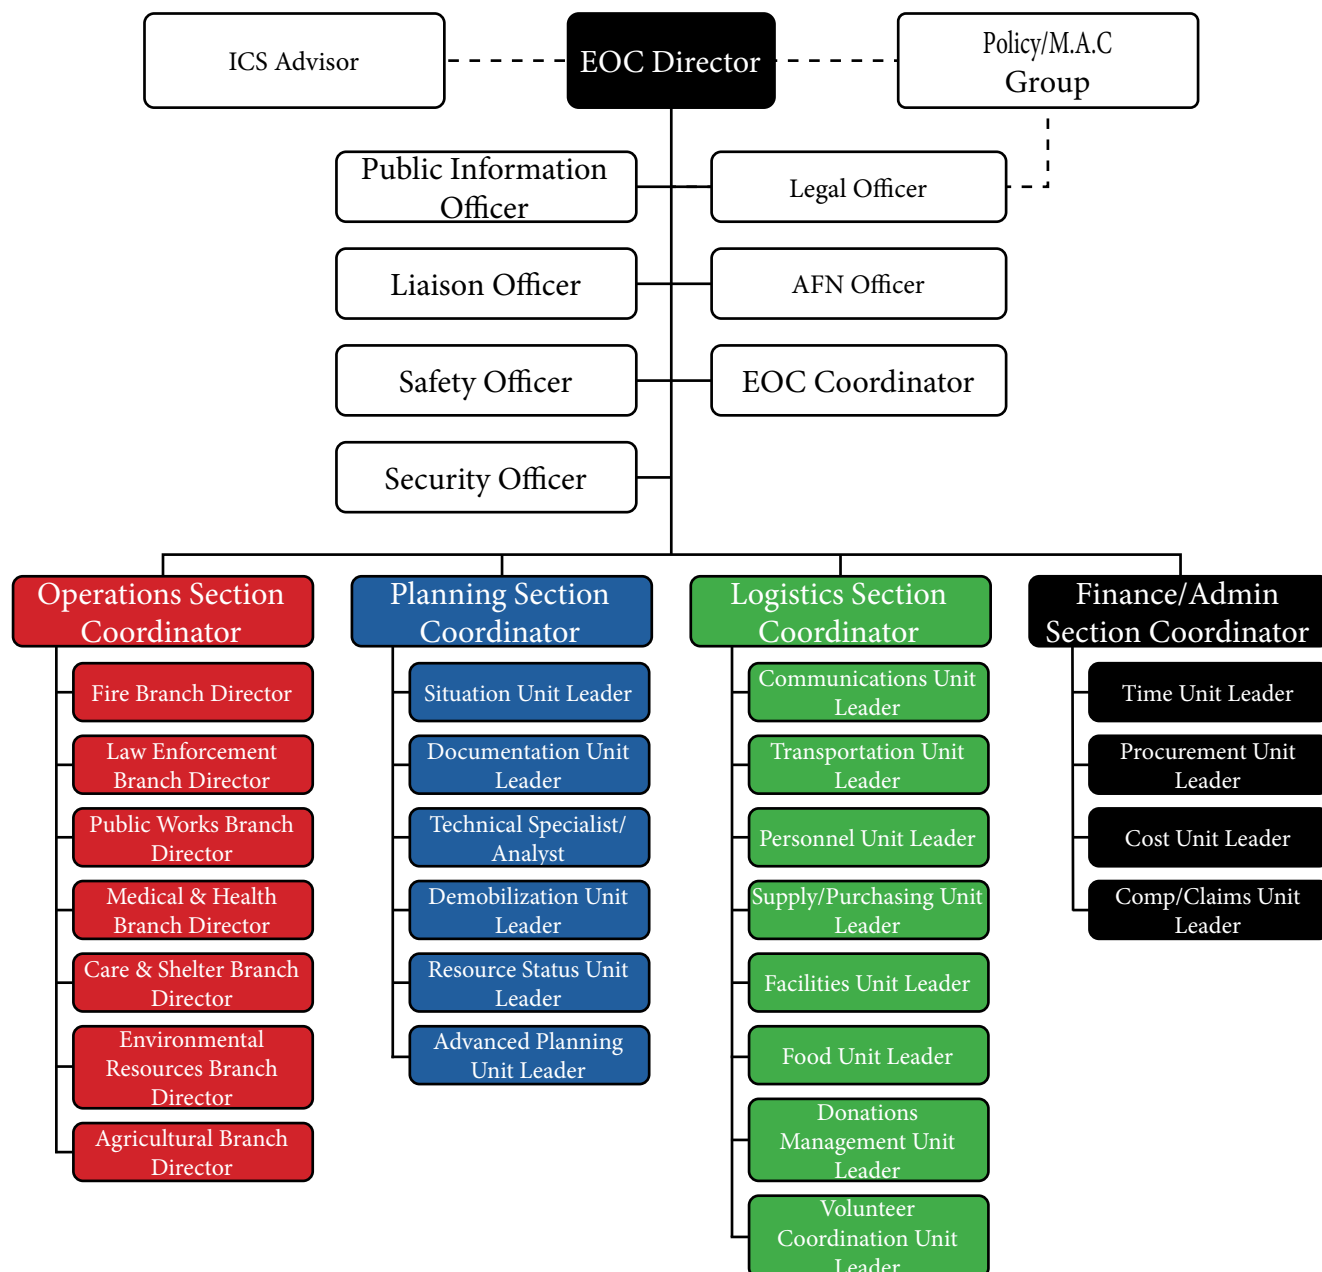 ICS Advisor
EOC Director
Policy/M.A.C
Group
Public Information
Officer
Legal Officer
Liaison Officer
AFN Officer
Safety Officer
EOC Coordinator
Security Officer
Operations Section
Coordinator
Fire Branch Director
Law Enforcement
Branch Director
Public Works Branch
Director
Medical & Health
Branch Director
Care & Shelter Branch
Director
Environmental
Resources Branch
Director
Agricultural Branch
Director
Planning Section
Coordinator
Situation Unit Leader
Documentation Unit
Leader
Technical Specialist/
Analyst
Demobilization Unit
Leader
Resource Status Unit
Leader
Advanced Planning
Unit Leader
Logistics Section
Coordinator
Communications Unit
Leader
Transportation Unit
Leader
Personnel Unit Leader
Supply/Purchasing Unit
Leader
Facilities Unit Leader
Food Unit Leader
Donations
Management Unit
Leader
Volunteer
Coordination Unit
Leader
Finance/Admin
Section Coordinator
Time Unit Leader
Procurement Unit
Leader
Cost Unit Leader
Comp/Claims Unit
Leader